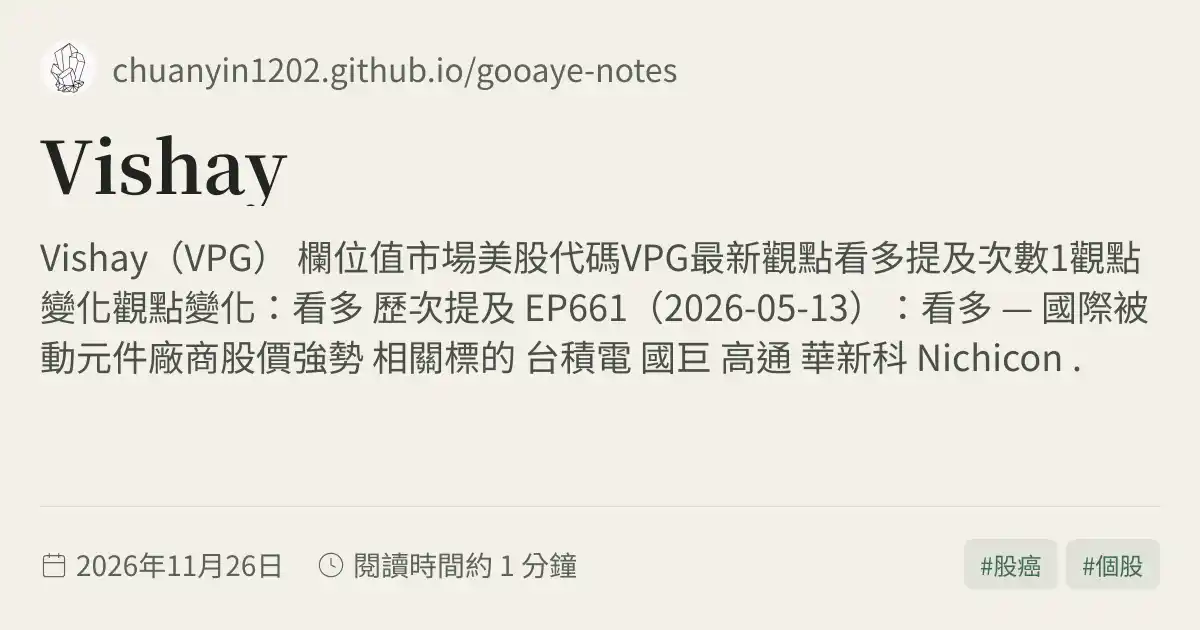 chuanyin1202.github.io/gooaye-notes
Vishay
Vishay（VPG） 欄位值市場美股代碼VPG最新觀點看多提及次數1觀點
變化觀點變化：看多 歷次提及 EP661（2026-05-13）：看多 — 國際被
動元件廠商股價強勢 相關標的 台積電 國巨 高通 華新科 Nichicon .
2026年11月26日 閱讀時間約 1 分鐘 #股癌 #個股